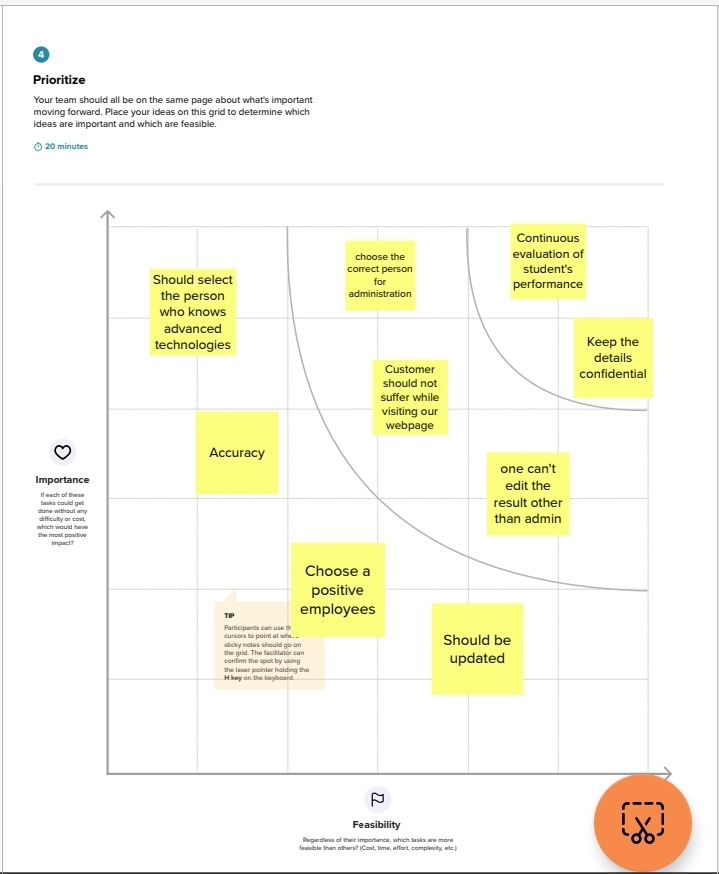 4
Prioritize
Your team should all be on the same page about what's important
moving forward. Place your ideas on this grid to determine which
ideas are important and which are feasible.
20 minutes
Should select
the person
who knows
advanced
technologies
choose the
correct person
for
administration
Continuous
evaluation of
student's
performance
Keep the
details
confidential
Customer
should not
suffer while
visiting our
webpage
Accuracy
one can't
edit the
result other
than admin
Importance
If each of these
tasks could get
done without any
difficulty or cost,
which would have
the most positive
impact?
Choose a
positive
employees
TIP
Participants can use
cursors to point at
sticky notes should go on
the grid. The facilitator can
confirm the spot by using
the laser pointer holding the
H key on the keyboard.
Should be
updated
Feasibility
Regardless of their importance, which tasks are more
feasible than others? (Cost, time, effort, complexity, etc.)